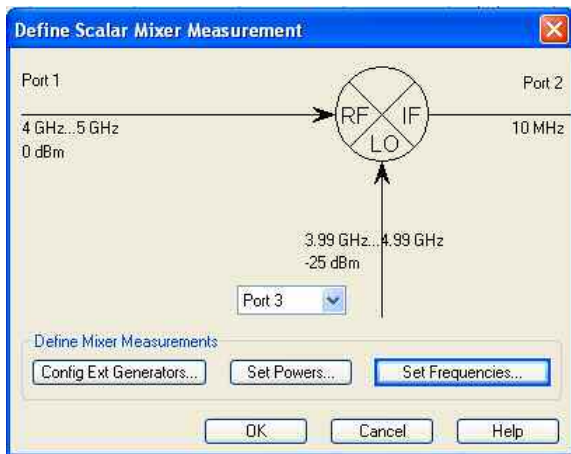 Define Scalar Mixer Measurement
Port 1
Port 2
RF
IF
LO
4 GHz...5 GHz
0 dBm
10 MHz
3.99 GHz...4.99 GHz
-25 dBm
Port 3
Define Mixer Measurements
Config Ext Generators...
Set Powers...
Set Frequencies...
OK
Cancel
Help